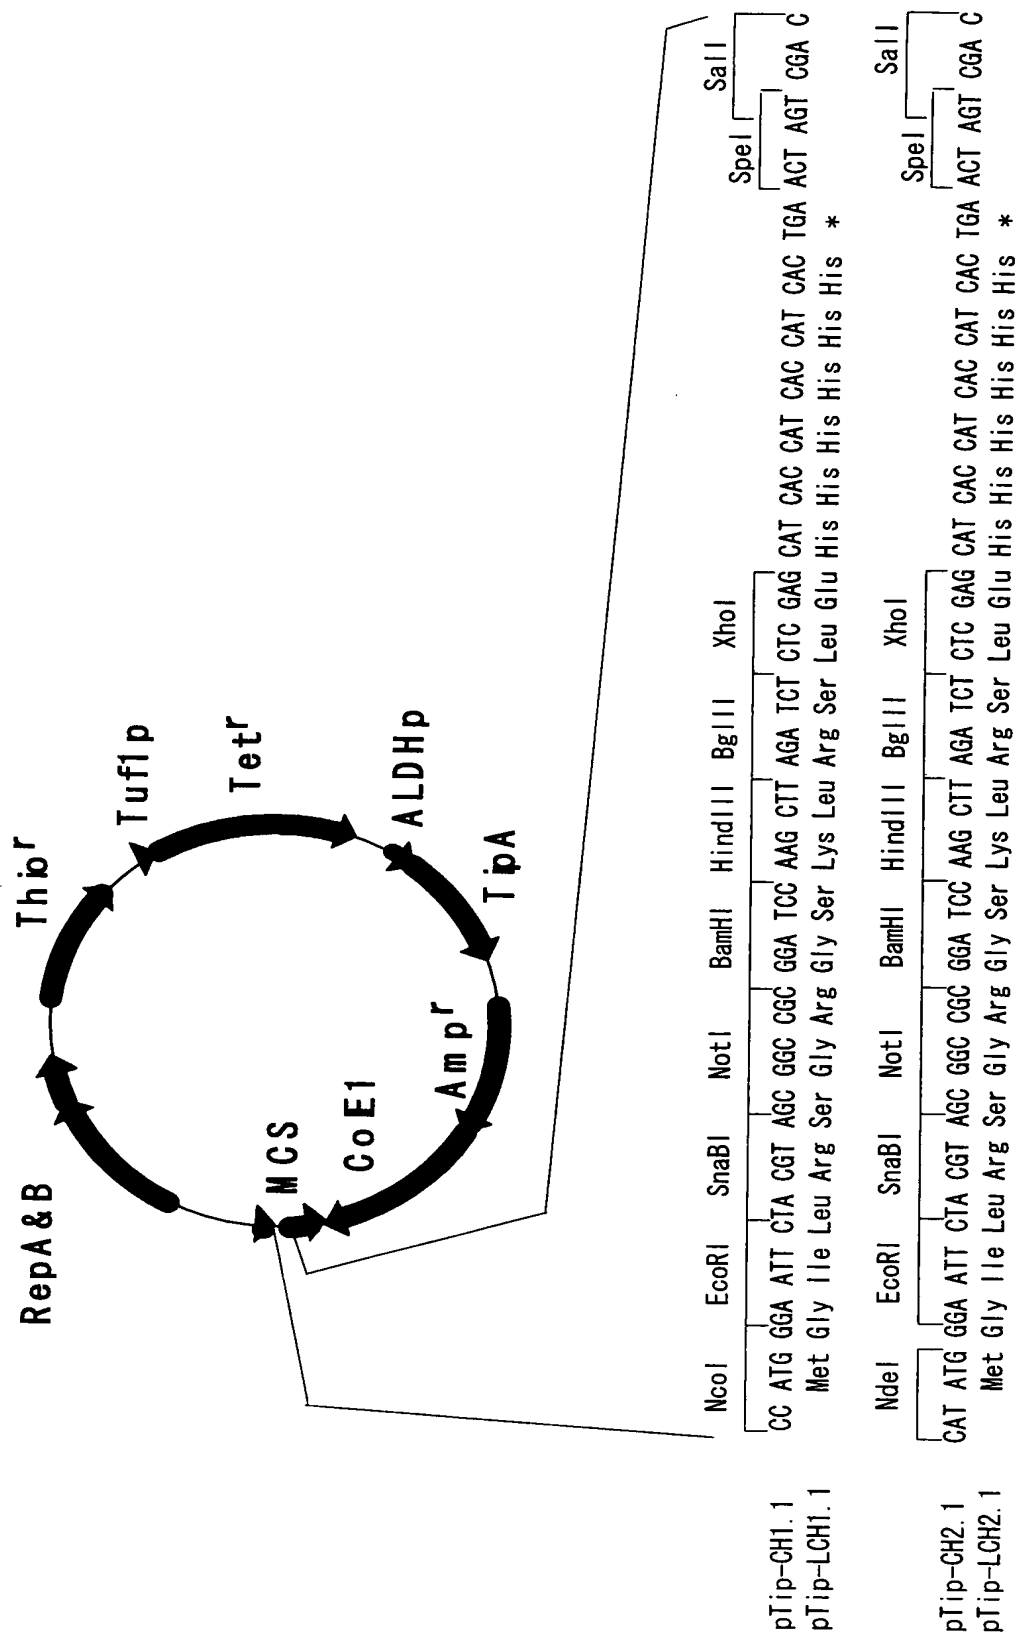 RepA&B
Thio^r
Tuf1p
Tet^r
ALDHp
TipA
Amp^r
CoE1
MCS
NcoI EcoRI SnaBI NotI BamHI HindIII BglII XhoI SpeI SalI
pTip-CH1.1 CC ATG GGA ATT CTA CGT AGC GGC CGC GGA TCC AAG CTT AGA TCT CTC GAG CAT CAC CAT CAC CAT CAC TGA ACT AGT CGA C
pTip-LCH1.1 Met Gly Ile Leu Arg Ser Gly Arg Gly Ser Lys Leu Arg Ser Leu Glu His His His His His His *
NdeI EcoRI SnaBI NotI BamHI HindIII BglII XhoI SpeI SalI
pTip-CH2.1 CAT ATG GGA ATT CTA CGT AGC GGC CGC GGA TCC AAG CTT AGA TCT CTC GAG CAT CAC CAT CAC CAT CAC TGA ACT AGT CGA C
pTip-LCH2.1 Met Gly Ile Leu Arg Ser Gly Arg Gly Ser Lys Leu Arg Ser Leu Glu His His His His His His *